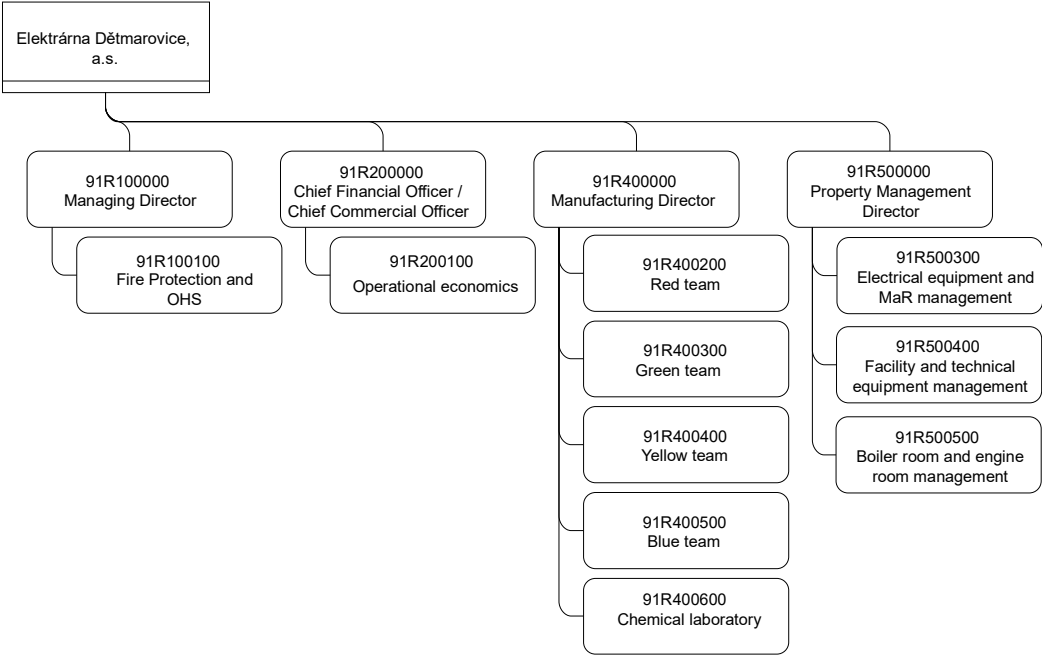 Elektrárna Dětmarovice,
a.s.
91R100000
Managing Director
91R100100
Fire Protection and
OHS
91R200000
Chief Financial Officer /
Chief Commercial Officer
91R200100
Operational economics
91R400000
Manufacturing Director
91R400200
Red team
91R400300
Green team
91R400400
Yellow team
91R400500
Blue team
91R400600
Chemical laboratory
91R500000
Property Management
Director
91R500300
Electrical equipment and
MaR management
91R500400
Facility and technical
equipment management
91R500500
Boiler room and engine
room management